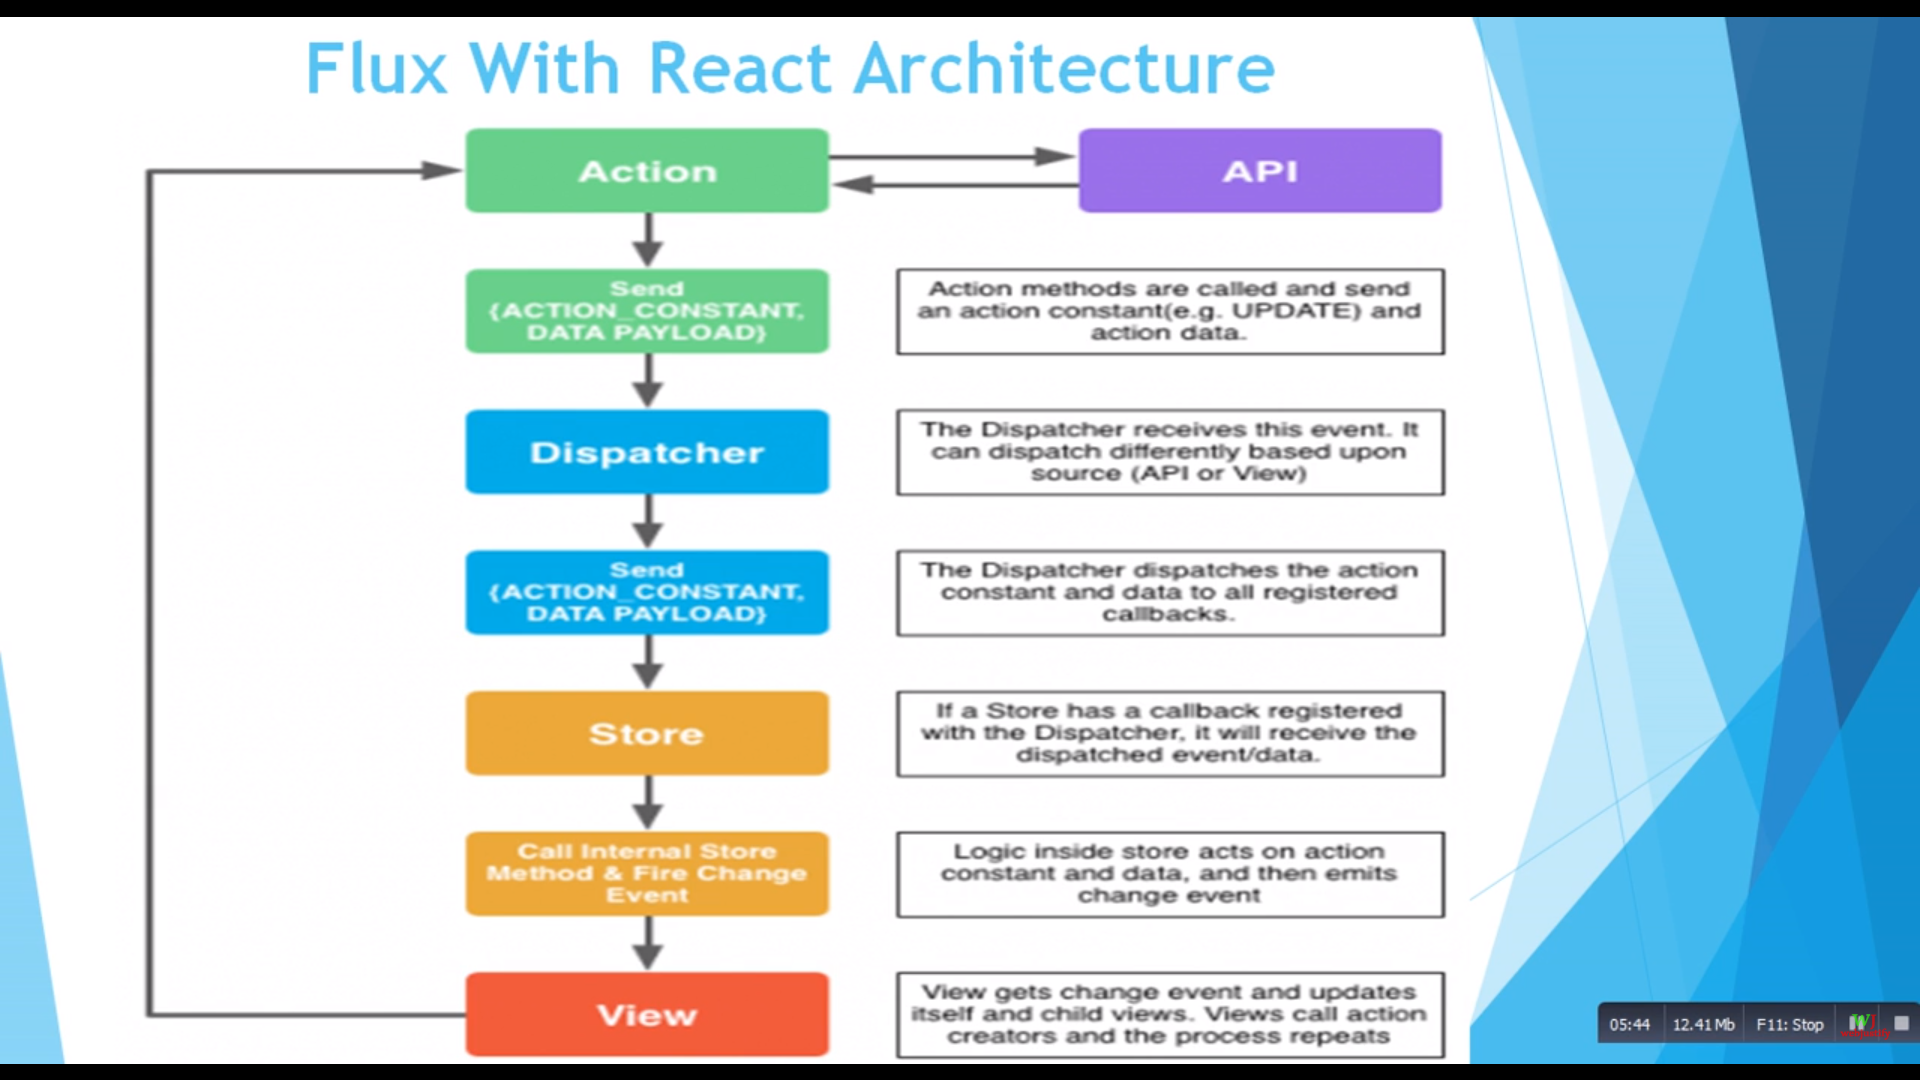 Flux With React Architecture
Action
API
Send
{ACTION_CONSTANT,
DATA PAYLOAD}
Action methods are called and send
an action constant(e.g. UPDATE) and
action data.
Dispatcher
The Dispatcher receives this event. It
can dispatch differently based upon
source (API or View)
Send
{ACTION_CONSTANT,
DATA PAYLOAD}
The Dispatcher dispatches the action
constant and data to all registered
callbacks.
Store
If a Store has a callback registered
with the Dispatcher, it will receive the
dispatched event/data.
Call Internal Store
Method & Fire Change
Event
Logic inside store acts on action
constant and data, and then emits
change event
View
View gets change event and updates
itself and child views. Views call action
creators and the process repeats
05:44 12.41 Mb F11: Stop